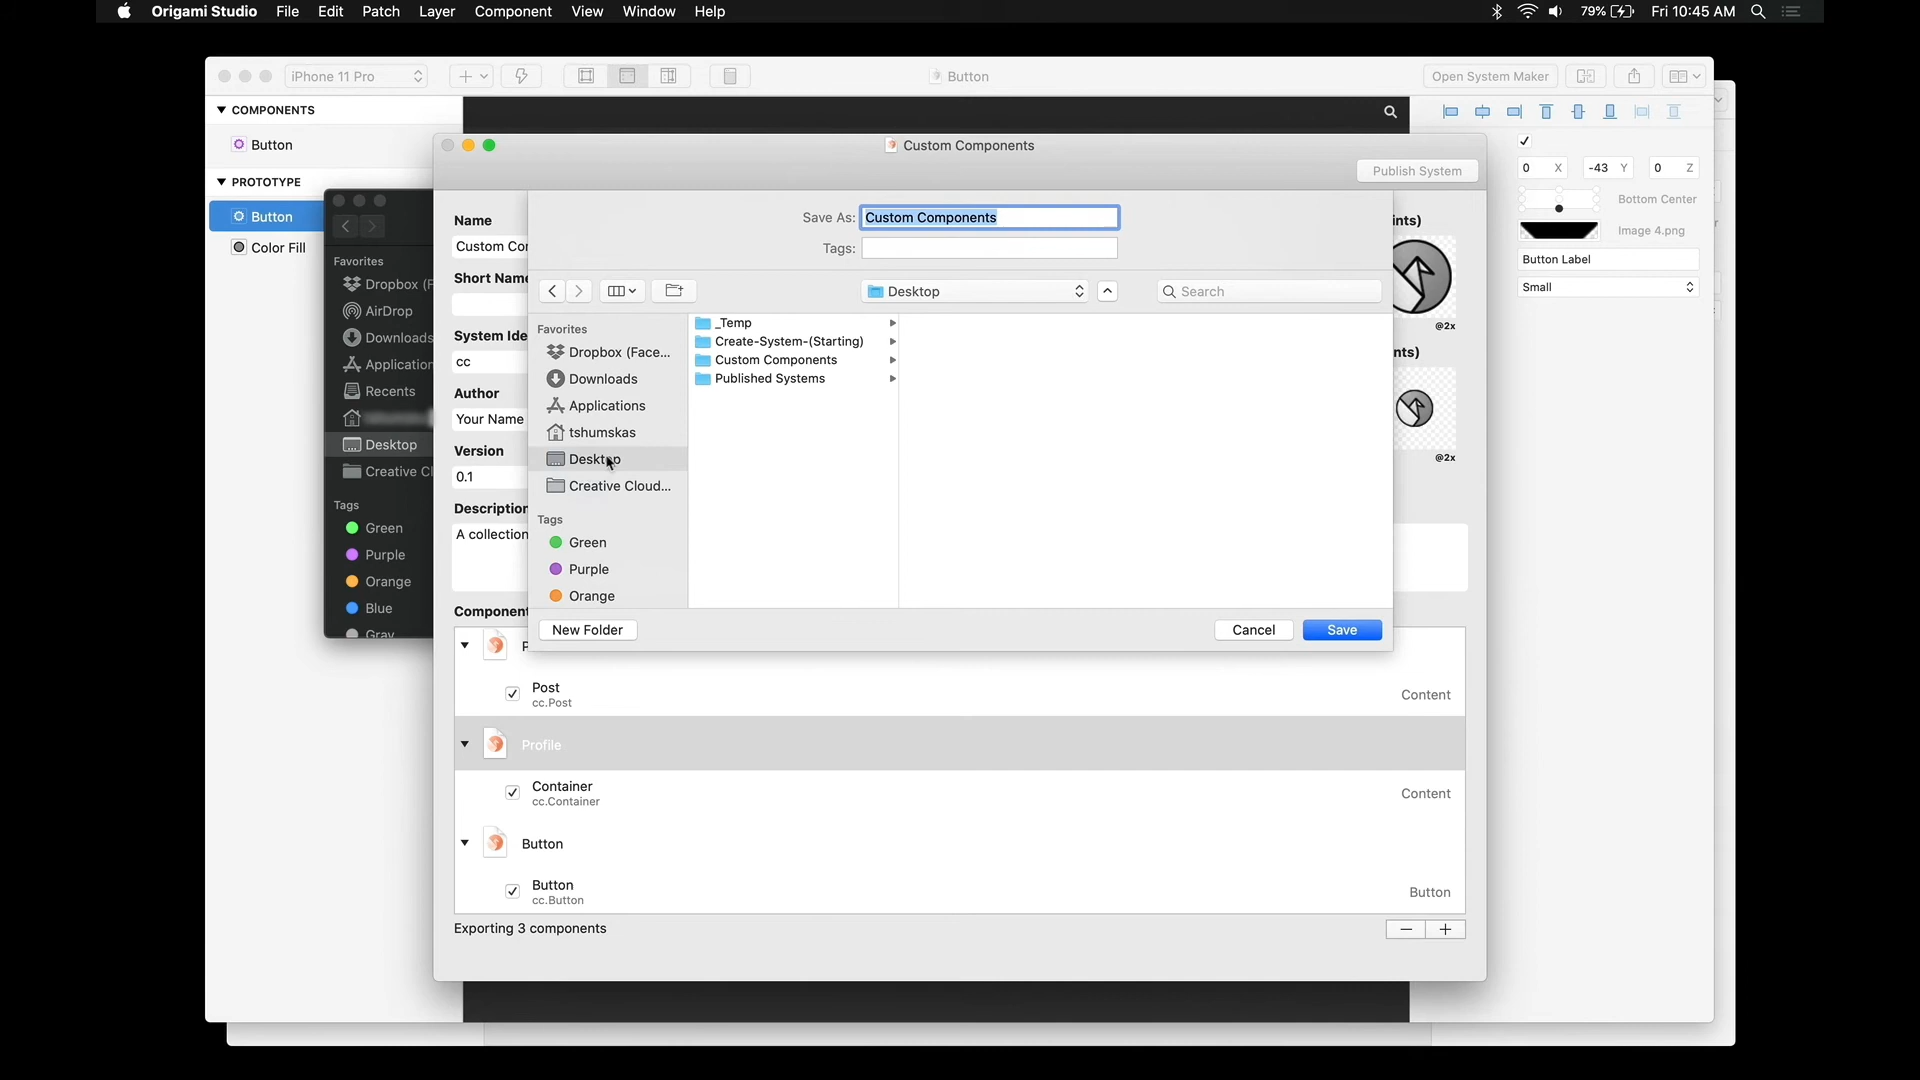 Origami Studio File Edit Patch Layer Component View Window Help
79% Fri 10:45 AM
iPhone 11 Pro
Button
Open System Maker
COMPONENTS
Button
PROTOTYPE
Button
Color Fill
Favorites
Dropbox (F
AirDrop
Downloads
Application
Recents
Desktop
Creative Cl
Tags
Green
Purple
Orange
Blue
Gray
Custom Components
Publish System
Name
Custom Cor
Short Name
System Ide
cc
Author
Your Name
Version
0.1
Description
A collection
Component
Save As: Custom Components
Tags:
Desktop
Search
Favorites
Dropbox (Face...
Downloads
Applications
tshumskas
Desktop
Creative Cloud...
Tags
Green
Purple
Orange
_Temp
Create-System-(Starting)
Custom Components
Published Systems
New Folder
Cancel
Save
ints)
@2x
nts)
@2x
P
Post
cc.Post
Content
Profile
Container
cc.Container
Content
Button
Button
cc.Button
Button
Exporting 3 components
0 X -43 Y 0 Z
Bottom Center
Image 4.png
Button Label
Small